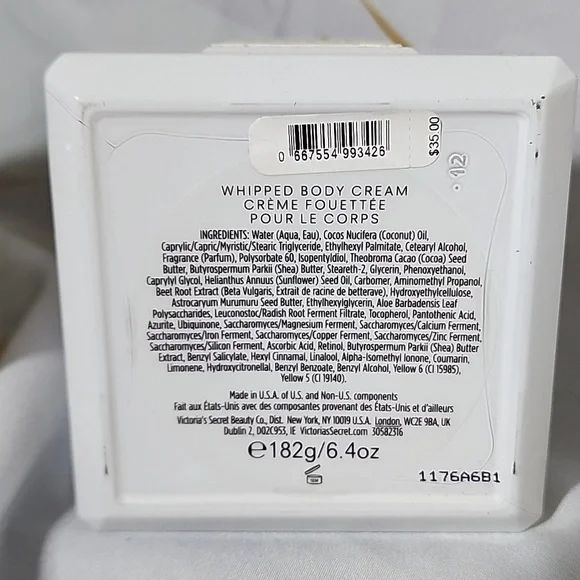 0 667554 993426
$35.00
12
WHIPPED BODY CREAM
CRÈME FOUETTÉE
POUR LE CORPS
INGREDIENTS: Water (Aqua, Eau), Cocos Nucifera (Coconut) Oil,
Caprylic/Capric/Myristic/Stearic Triglyceride, Ethylhexyl Palmitate, Cetearyl Alcohol,
Fragrance (Parfum), Polysorbate 60, Isopentyldiol, Theobroma Cacao (Cocoa) Seed
Butter, Butyrospermum Parkii (Shea) Butter, Steareth-2, Glycerin, Phenoxyethanol,
Caprylyl Glycol, Helianthus Annuus (Sunflower) Seed Oil, Carbomer, Aminomethyl Propanol,
Beet Root Extract (Beta Vulgaris, Extrait de racine de betterave), Hydroxyethylcellulose,
Astrocaryum Murumuru Seed Butter, Ethylhexylglycerin, Aloe Barbadensis Leaf
Polysaccharides, Leuconostoc/Radish Root Ferment Filtrate, Tocopherol, Pantothenic Acid,
Azurite, Ubiquinone, Saccharomyces/Magnesium Ferment, Saccharomyces/Calcium Ferment,
Saccharomyces/Iron Ferment, Saccharomyces/Copper Ferment, Saccharomyces/Zinc Ferment,
Saccharomyces/Silicon Ferment, Ascorbic Acid, Retinol, Butyrospermum Parkii (Shea) Butter
Extract, Benzyl Salicylate, Hexyl Cinnamal, Linalool, Alpha-Isomethyl Ionone, Coumarin,
Limonene, Hydroxycitronellal, Benzyl Benzoate, Benzyl Alcohol, Yellow 6 (CI 15985),
Yellow 5 (CI 19140).
Made in U.S.A. of U.S. and Non-U.S. components
Fait aux États-Unis avec des composantes provenant des États-Unis et d'ailleurs
Victoria's Secret Beauty Co., Dist. New York, NY 10019 U.S.A. London, WC2E 9BA, UK
Dublin 2, D02C953, IE VictoriasSecret.com 30582316
℮182g/6.4oz
1176A6B1